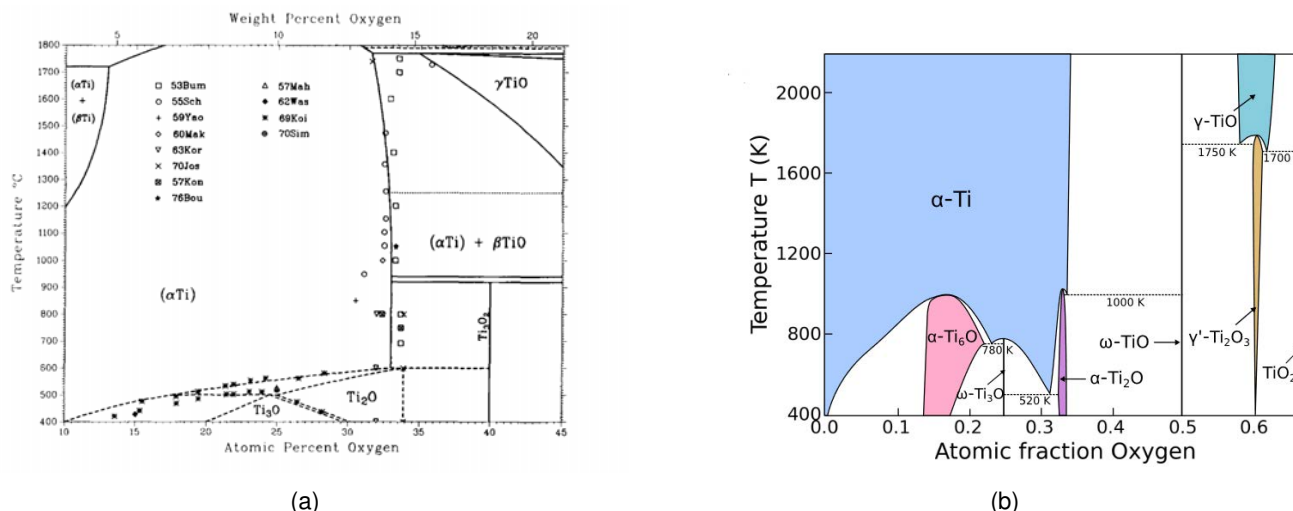 Weight Percent Oxygen
5
10
15
20
1800
1700
1600
1500
1400
1300
1200
1100
1000
900
800
700
600
500
400
Temperature °C
(αTi)
+
(βTi)
53Bum
55Sch
59Yao
60Mak
63Kor
70Jos
57Kon
76Bou
57Mah
62Was
69Koi
70Sim
γTiO
(αTi) + βTiO
(αTi)
Ti₃O₂
Ti₂O
Ti₃O
10
15
20
25
30
35
40
45
Atomic Percent Oxygen
(a)
Temperature T (K)
2000
1600
1200
800
400
α-Ti
γ-TiO
1750 K
1700
1000 K
α-Ti₆O
780 K
ω-TiO
γ'-Ti₂O₃
ω-Ti₃O
α-Ti₂O
TiO₂
520 K
0.0
0.1
0.2
0.3
0.4
0.5
0.6
Atomic fraction Oxygen
(b)